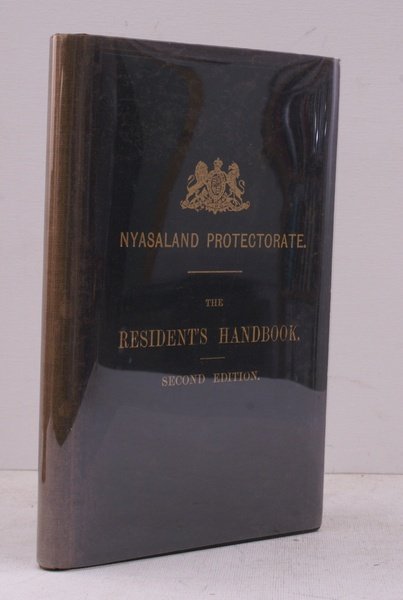 NYASALAND PROTECTORATE.
THE
RESIDENT'S HANDBOOK.
SECOND EDITION.